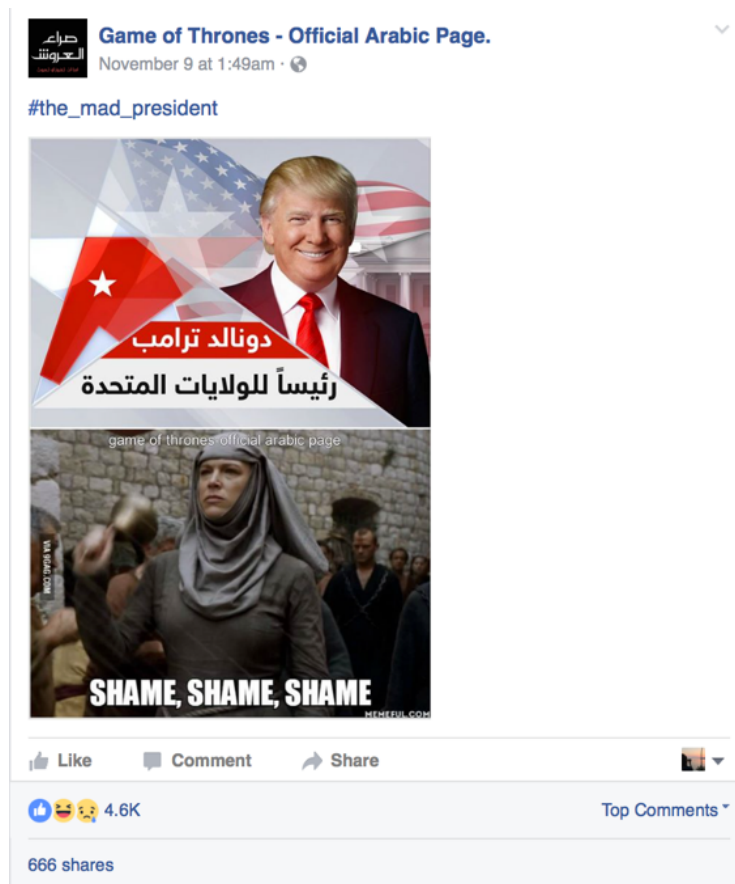 صراع
العروش
Game of Thrones - Official Arabic Page.
November 9 at 1:49am ·
#the_mad_president
دونالد ترامب
رئيساً للولايات المتحدة
game of thrones official arabic page
VIA 9GAG.COM
SHAME, SHAME, SHAME
MEMEFUL.COM
Like Comment Share
4.6K Top Comments
666 shares